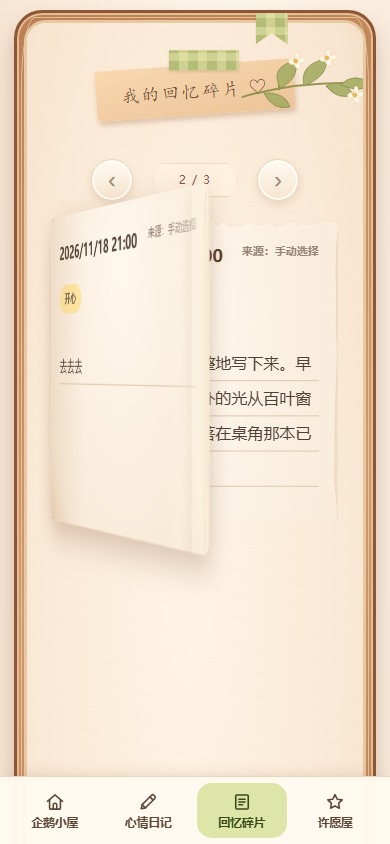 我的回忆碎片 ♡
‹ 2 / 3 ›
2026/11/18 21:00 来源：手动选择
开心
去去去
00 来源：手动选择
整地写下来。早
外的光从百叶窗
落在桌角那本已
企鹅小屋 心情日记 回忆碎片 许愿屋